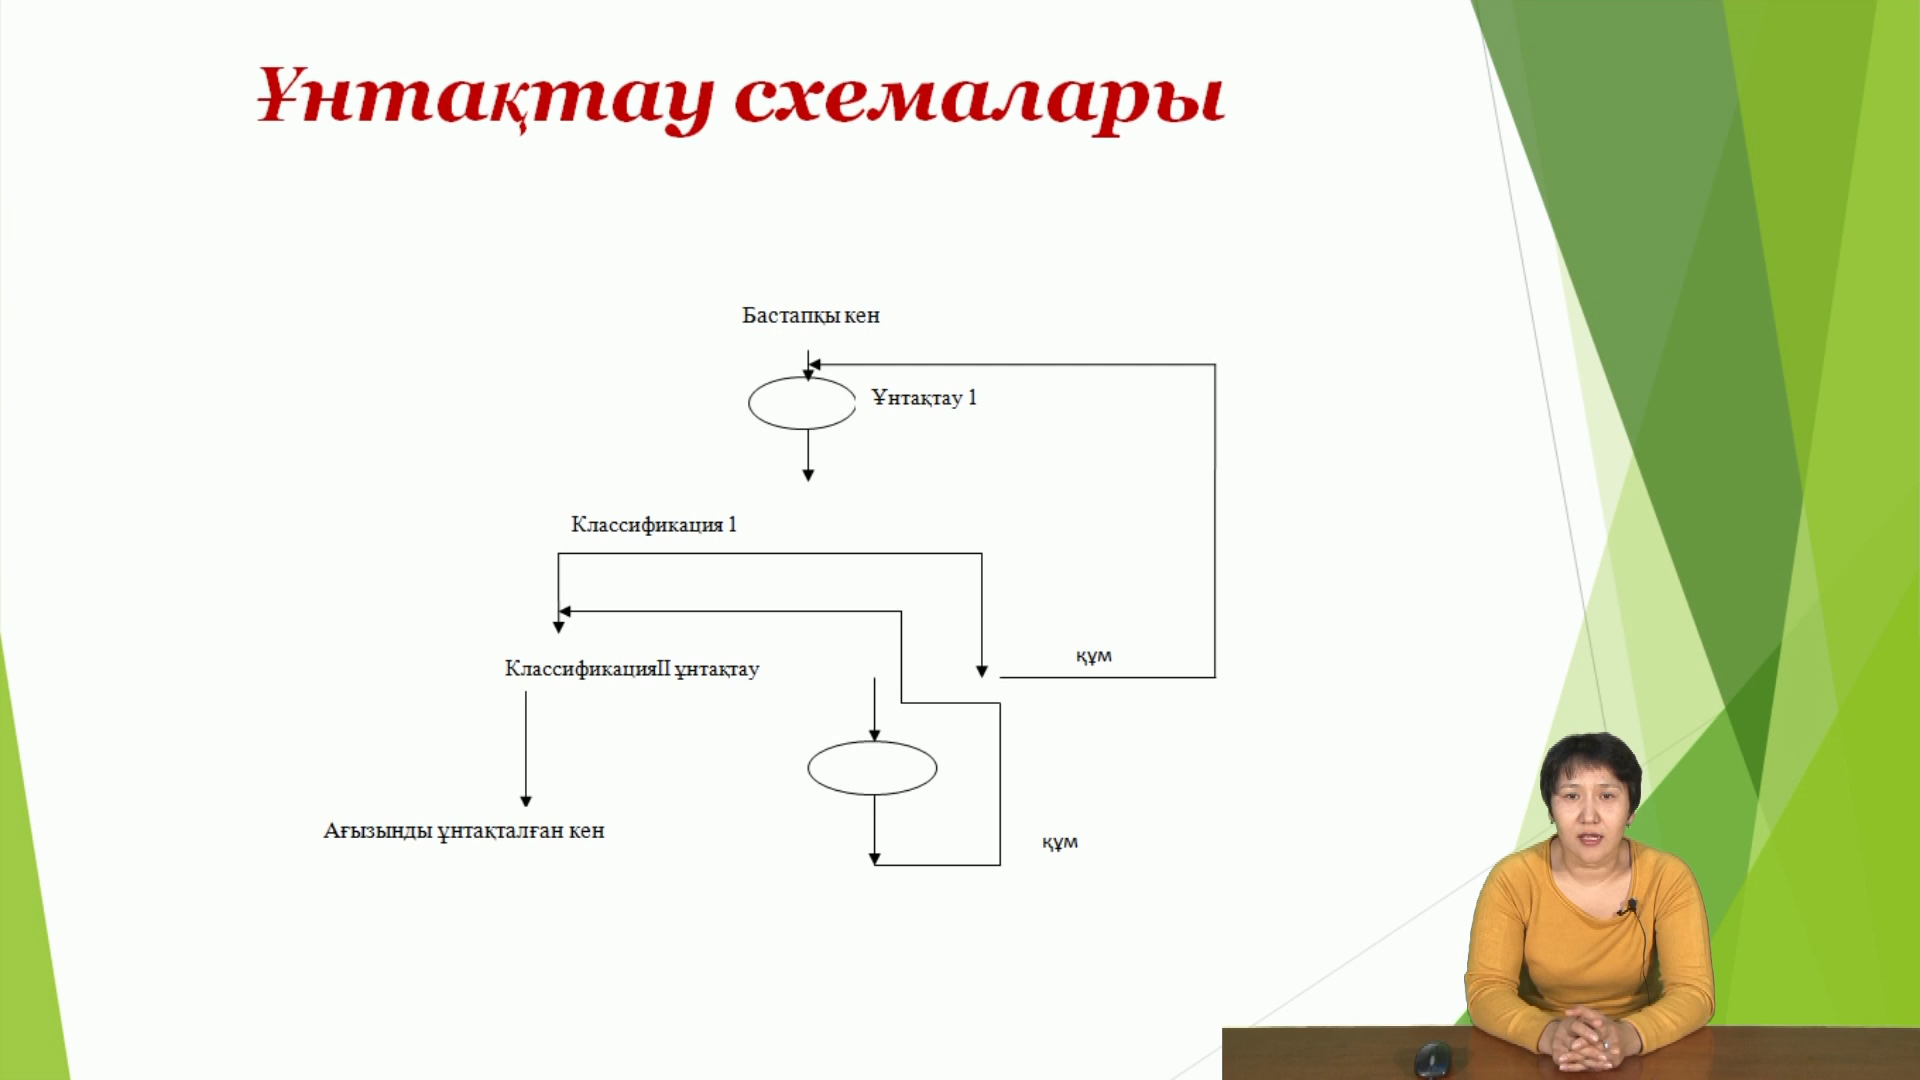 Ұнтақтау схемалары
Бастапқы кен
Ұнтақтау 1
Классификация 1
құм
КлассификацияII ұнтақтау
Ағызынды ұнтақталған кен
құм